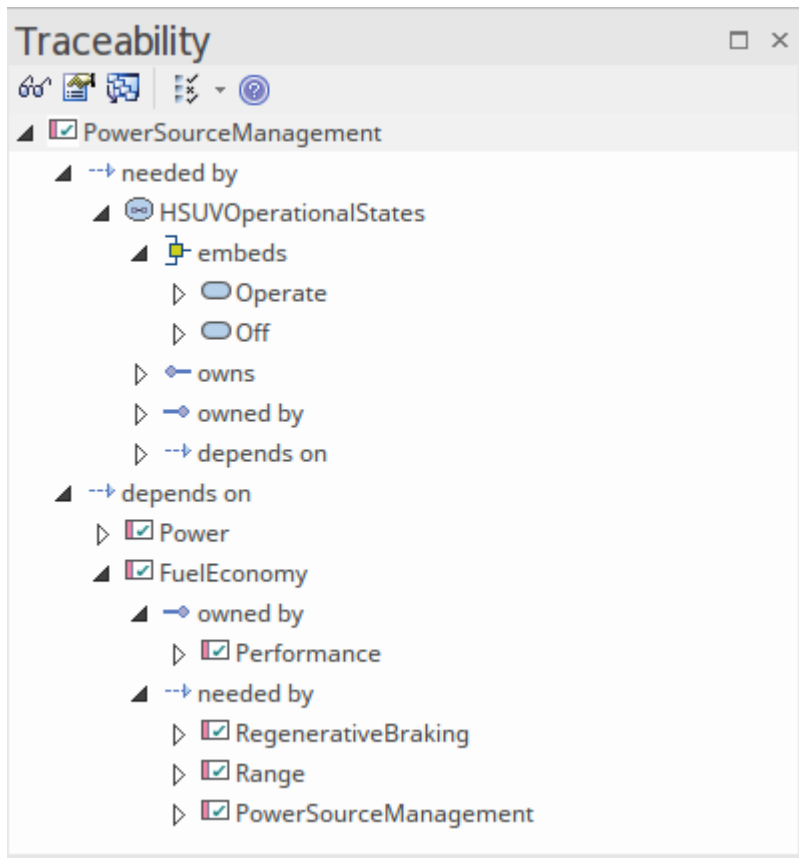 Traceability
PowerSourceManagement
needed by
HSUVOperationalStates
embeds
Operate
Off
owns
owned by
depends on
depends on
Power
FuelEconomy
owned by
Performance
needed by
RegenerativeBraking
Range
PowerSourceManagement